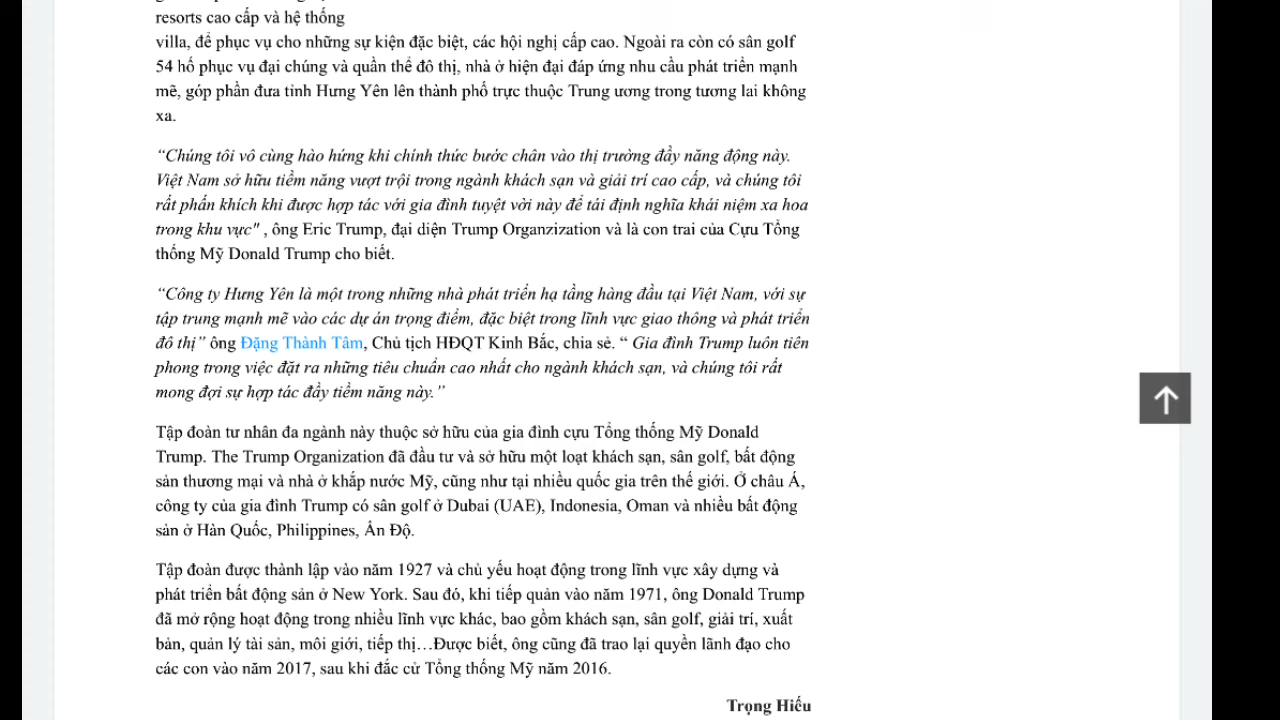 resorts cao cấp và hệ thống
villa, để phục vụ cho những sự kiện đặc biệt, các hội nghị cấp cao. Ngoài ra còn có sân golf
54 hố phục vụ đại chúng và quần thể đô thị, nhà ở hiện đại đáp ứng nhu cầu phát triển mạnh
mẽ, góp phần đưa tỉnh Hưng Yên lên thành phố trực thuộc Trung ương trong tương lai không
xa.
“Chúng tôi vô cùng hào hứng khi chính thức bước chân vào thị trường đầy năng động này.
Việt Nam sở hữu tiềm năng vượt trội trong ngành khách sạn và giải trí cao cấp, và chúng tôi
rất phấn khích khi được hợp tác với gia đình tuyệt vời này để tái định nghĩa khái niệm xa hoa
trong khu vực" , ông Eric Trump, đại diện Trump Organzization và là con trai của Cựu Tổng
thống Mỹ Donald Trump cho biết.
“Công ty Hưng Yên là một trong những nhà phát triển hạ tầng hàng đầu tại Việt Nam, với sự
tập trung mạnh mẽ vào các dự án trọng điểm, đặc biệt trong lĩnh vực giao thông và phát triển
đô thị” ông Đặng Thành Tâm, Chủ tịch HĐQT Kinh Bắc, chia sẻ. “ Gia đình Trump luôn tiên
phong trong việc đặt ra những tiêu chuẩn cao nhất cho ngành khách sạn, và chúng tôi rất
mong đợi sự hợp tác đầy tiềm năng này.”
Tập đoàn tư nhân đa ngành này thuộc sở hữu của gia đình cựu Tổng thống Mỹ Donald
Trump. The Trump Organization đã đầu tư và sở hữu một loạt khách sạn, sân golf, bất động
sản thương mại và nhà ở khắp nước Mỹ, cũng như tại nhiều quốc gia trên thế giới. Ở châu Á,
công ty của gia đình Trump có sân golf ở Dubai (UAE), Indonesia, Oman và nhiều bất động
sản ở Hàn Quốc, Philippines, Ấn Độ.
Tập đoàn được thành lập vào năm 1927 và chủ yếu hoạt động trong lĩnh vực xây dựng và
phát triển bất động sản ở New York. Sau đó, khi tiếp quản vào năm 1971, ông Donald Trump
đã mở rộng hoạt động trong nhiều lĩnh vực khác, bao gồm khách sạn, sân golf, giải trí, xuất
bản, quản lý tài sản, môi giới, tiếp thị…Được biết, ông cũng đã trao lại quyền lãnh đạo cho
các con vào năm 2017, sau khi đắc cử Tổng thống Mỹ năm 2016.
Trọng Hiếu